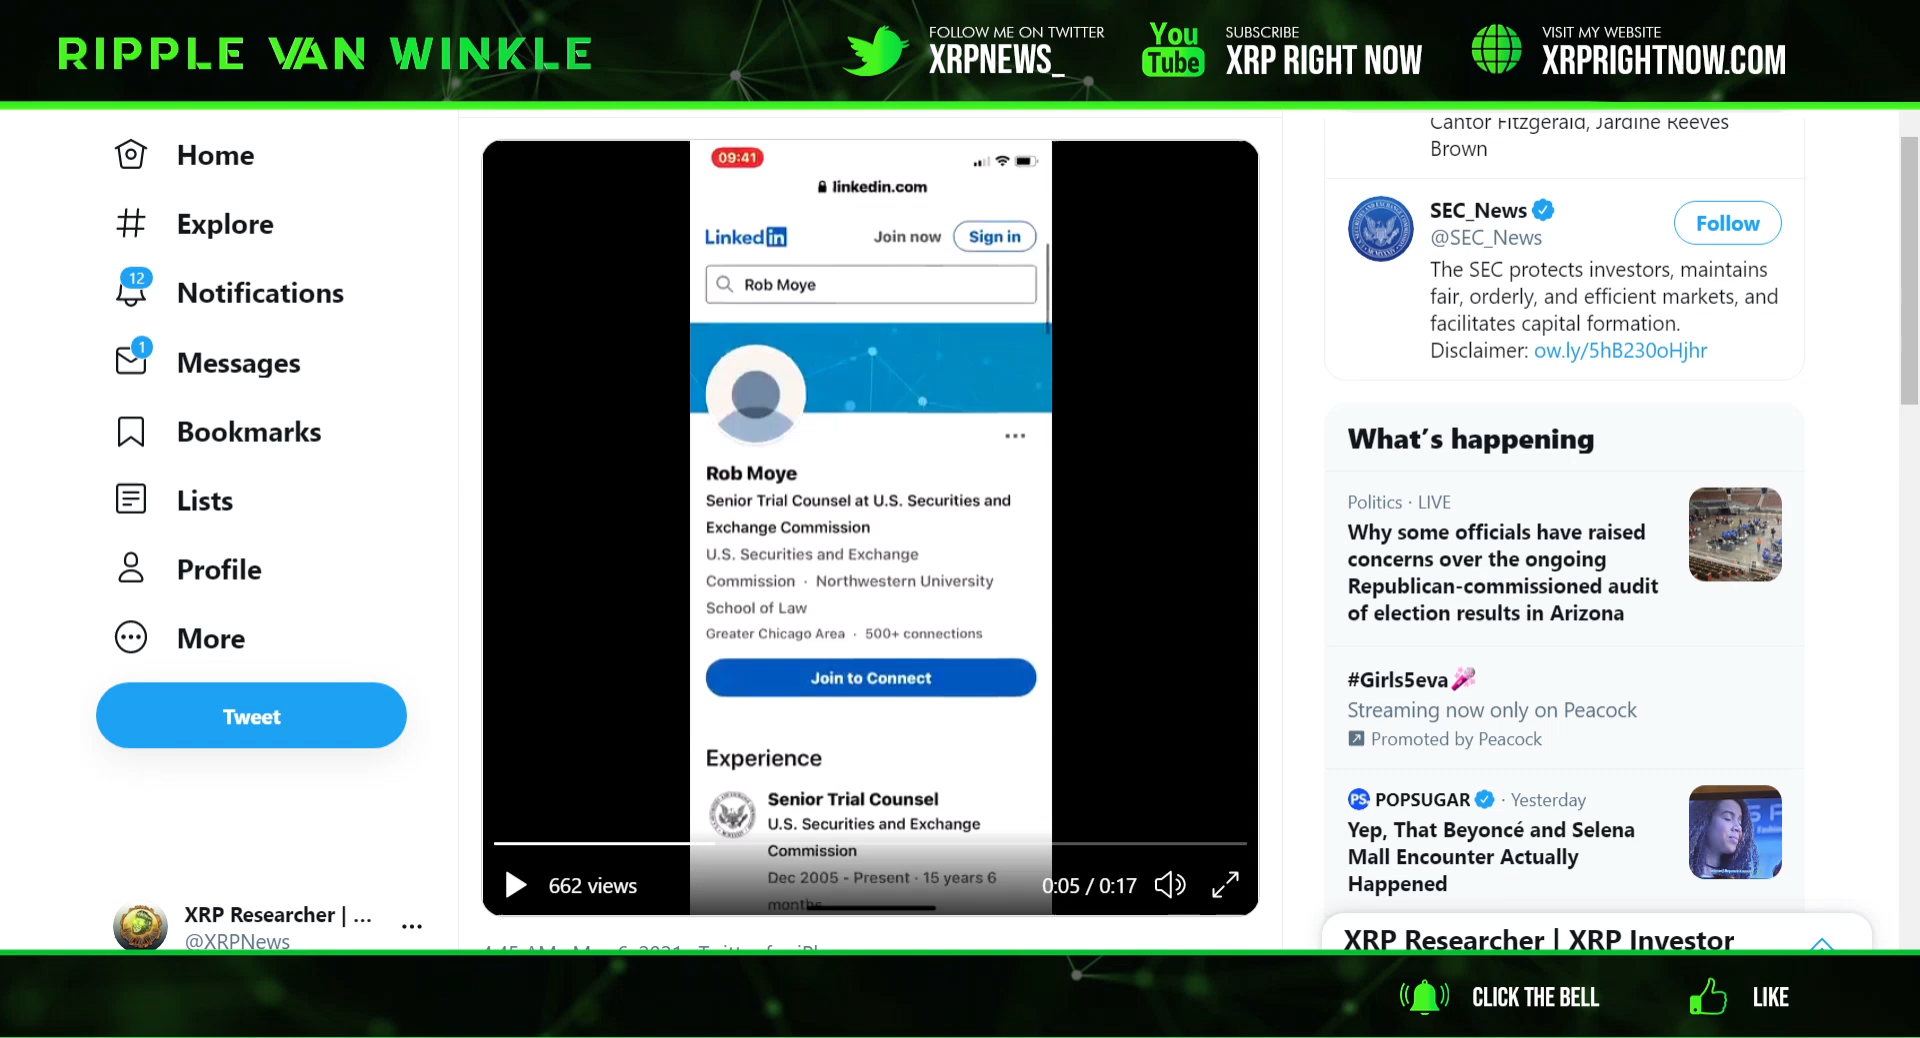 RIPPLE VAN WINKLE
FOLLOW ME ON TWITTER
XRPNEWS_
You
Tube
SUBSCRIBE
XRP RIGHT NOW
VISIT MY WEBSITE
XRPRIGHTNOW.COM
Home
Explore
12
Notifications
1
Messages
Bookmarks
Lists
Profile
More
Tweet
XRP Researcher | ...
@XRPNews
09:41
linkedin.com
Linked in
Join now
Sign in
Rob Moye
Rob Moye
Senior Trial Counsel at U.S. Securities and
Exchange Commission
U.S. Securities and Exchange
Commission · Northwestern University
School of Law
Greater Chicago Area · 500+ connections
Join to Connect
Experience
Senior Trial Counsel
U.S. Securities and Exchange
Commission
Dec 2005 - Present · 15 years 6
months
662 views
0:05 / 0:17
Cantor Fitzgerald, Jardine Reeves
Brown
SEC_News
@SEC_News
Follow
The SEC protects investors, maintains
fair, orderly, and efficient markets, and
facilitates capital formation.
Disclaimer: ow.ly/5hB230oHjhr
What's happening
Politics · LIVE
Why some officials have raised
concerns over the ongoing
Republican-commissioned audit
of election results in Arizona
#Girls5eva
Streaming now only on Peacock
Promoted by Peacock
PS
POPSUGAR · Yesterday
Yep, That Beyoncé and Selena
Mall Encounter Actually
Happened
XRP Researcher | XRP Investor
CLICK THE BELL
LIKE